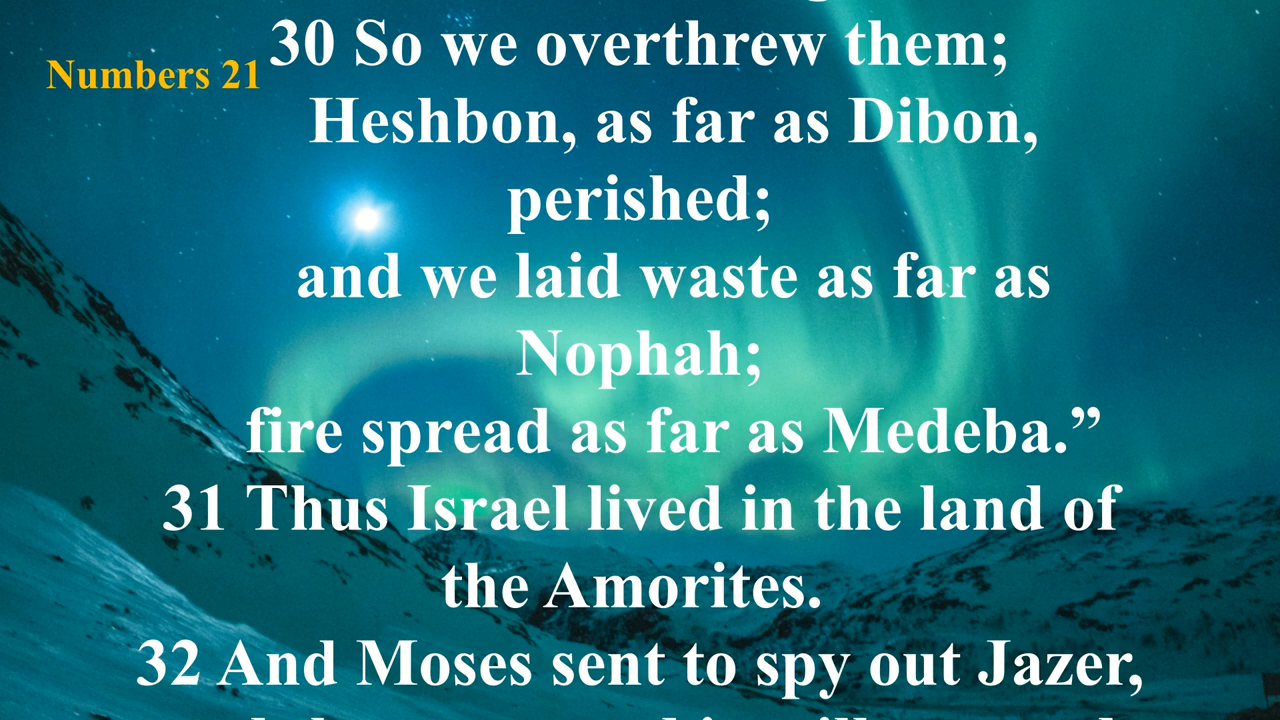 Numbers 21
30 So we overthrew them;
Heshbon, as far as Dibon,
perished;
and we laid waste as far as
Nophah;
fire spread as far as Medeba.”
31 Thus Israel lived in the land of
the Amorites.
32 And Moses sent to spy out Jazer,